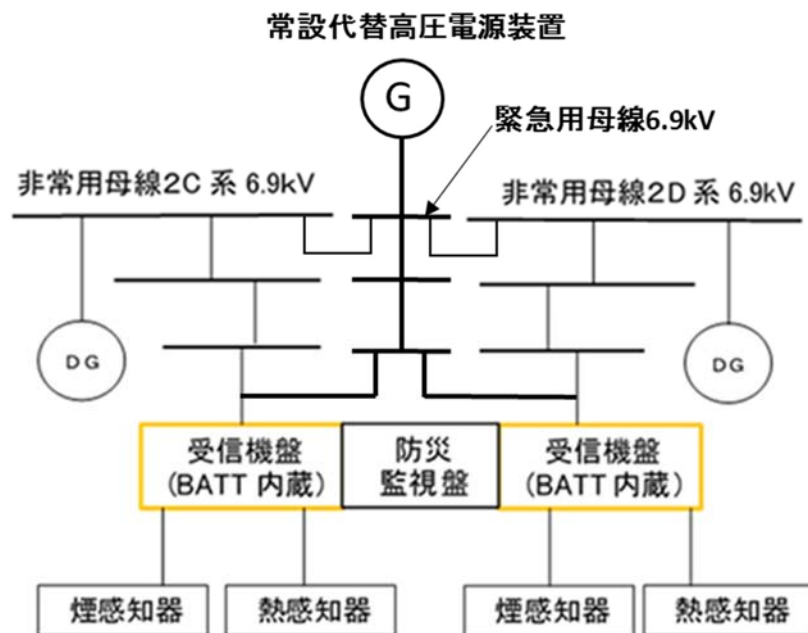 常設代替高圧電源装置
G
緊急用母線6.9kV
非常用母線2C 系 6.9kV
非常用母線2D 系 6.9kV
DG
DG
受信機盤
(BATT 内蔵)
防災
監視盤
受信機盤
(BATT 内蔵)
煙感知器
熱感知器
煙感知器
熱感知器